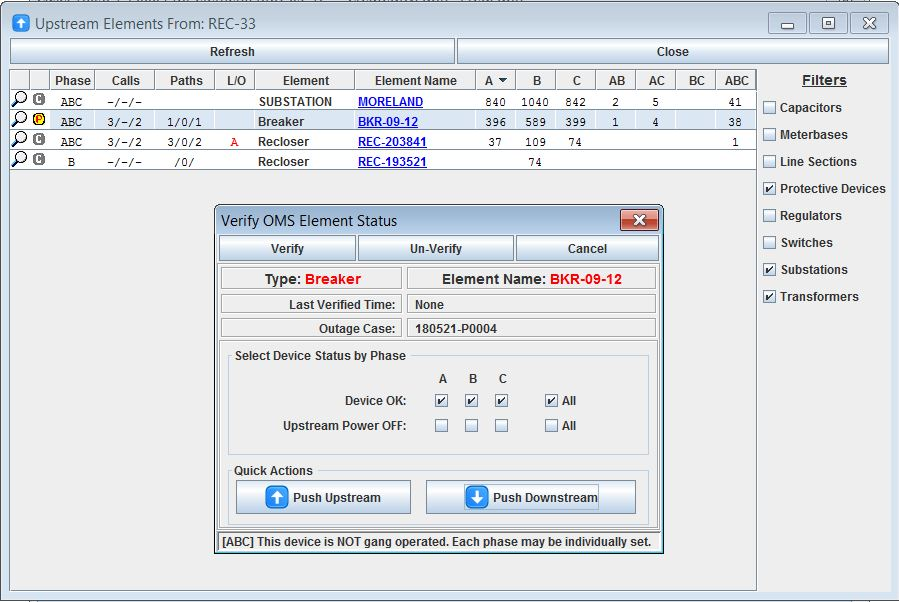 Upstream Elements From: REC-33
Refresh Close
Phase Calls Paths L/O Element Element Name A B C AB AC BC ABC
C ABC -/-/- SUBSTATION MORELAND 840 1040 842 2 5 41
P ABC 3/-/2 1/0/1 Breaker BKR-09-12 396 589 399 1 4 38
C ABC 3/-/2 3/0/2 A Recloser REC-203841 37 109 74 1
C B -/-/- /0/ Recloser REC-193521 74
Filters
Capacitors
Meterbases
Line Sections
Protective Devices
Regulators
Switches
Substations
Transformers
Verify OMS Element Status
Verify Un-Verify Cancel
Type: Breaker Element Name: BKR-09-12
Last Verified Time: None
Outage Case: 180521-P0004
Select Device Status by Phase
A B C
Device OK: All
Upstream Power OFF: All
Quick Actions
Push Upstream Push Downstream
[ABC] This device is NOT gang operated. Each phase may be individually set.